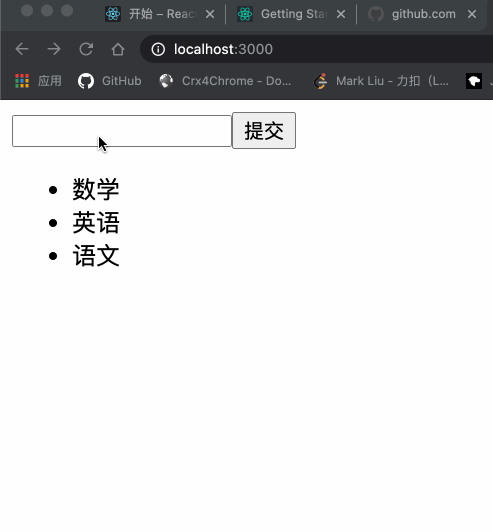 开始 – Reac
Getting Star
github.com
localhost:3000
应用
GitHub
Crx4Chrome - Do...
Mark Liu - 力扣（L...
提交
数学
英语
语文